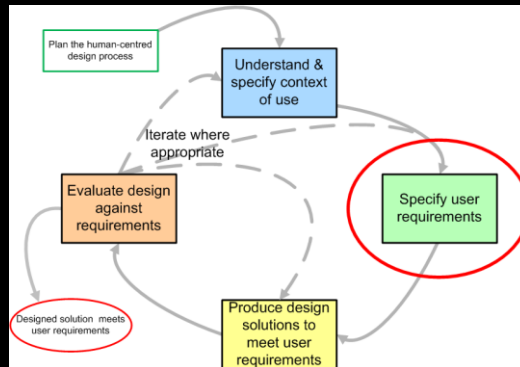 Plan the human-centred
design process
Understand &
specify context
of use
Iterate where
appropriate
Evaluate design
against
requirements
Specify user
requirements
Designed solution meets
user requirements
Produce design
solutions to
meet user
requirements